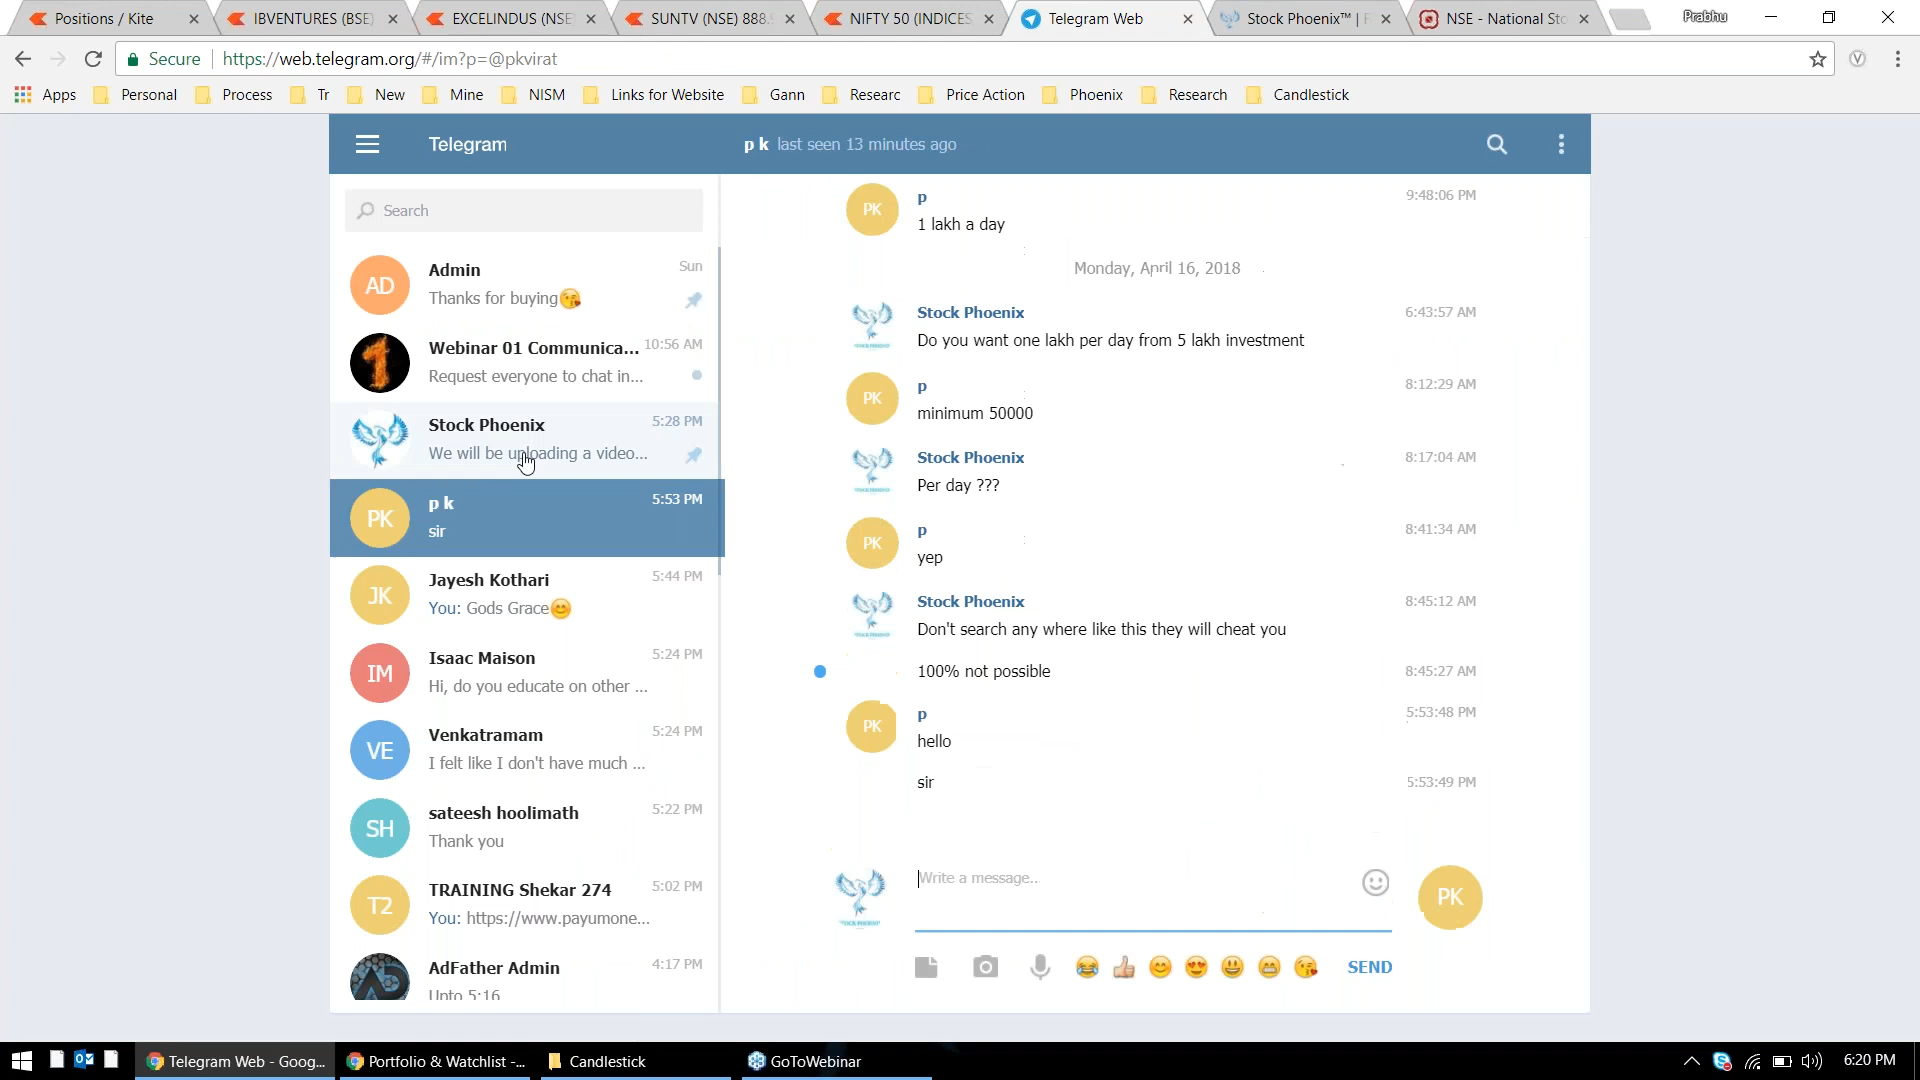 Positions / Kite
IBVENTURES (BSE)
EXCELINDUS (NSE
SUNTV (NSE) 888.
NIFTY 50 (INDICES
Telegram Web
Stock Phoenix™ | F
NSE - National Sto
Prabhu
Secure
https://web.telegram.org/#/im?p=@pkvirat
Apps
Personal
Process
Tr
New
Mine
NISM
Links for Website
Gann
Researc
Price Action
Phoenix
Research
Candlestick
Telegram
p k last seen 13 minutes ago
Search
AD
Admin
Sun
Thanks for buying😘
1
Webinar 01 Communica...
10:56 AM
Request everyone to chat in...
Stock Phoenix
5:28 PM
We will be uploading a video...
PK
p k
5:53 PM
sir
JK
Jayesh Kothari
5:44 PM
You: Gods Grace😊
IM
Isaac Maison
5:24 PM
Hi, do you educate on other ...
VE
Venkatramam
5:24 PM
I felt like I don't have much ...
SH
sateesh hoolimath
5:22 PM
Thank you
T2
TRAINING Shekar 274
5:02 PM
You: https://www.payumone...
AdFather Admin
4:17 PM
Upto 5:16
PK
p
9:48:06 PM
1 lakh a day
Monday, April 16, 2018
Stock Phoenix
6:43:57 AM
Do you want one lakh per day from 5 lakh investment
PK
p
8:12:29 AM
minimum 50000
Stock Phoenix
8:17:04 AM
Per day ???
PK
p
8:41:34 AM
yep
Stock Phoenix
8:45:12 AM
Don't search any where like this they will cheat you
100% not possible
8:45:27 AM
PK
p
5:53:48 PM
hello
sir
5:53:49 PM
Write a message..
PK
SEND
Telegram Web - Goog...
Portfolio & Watchlist -...
Candlestick
GoToWebinar
6:20 PM